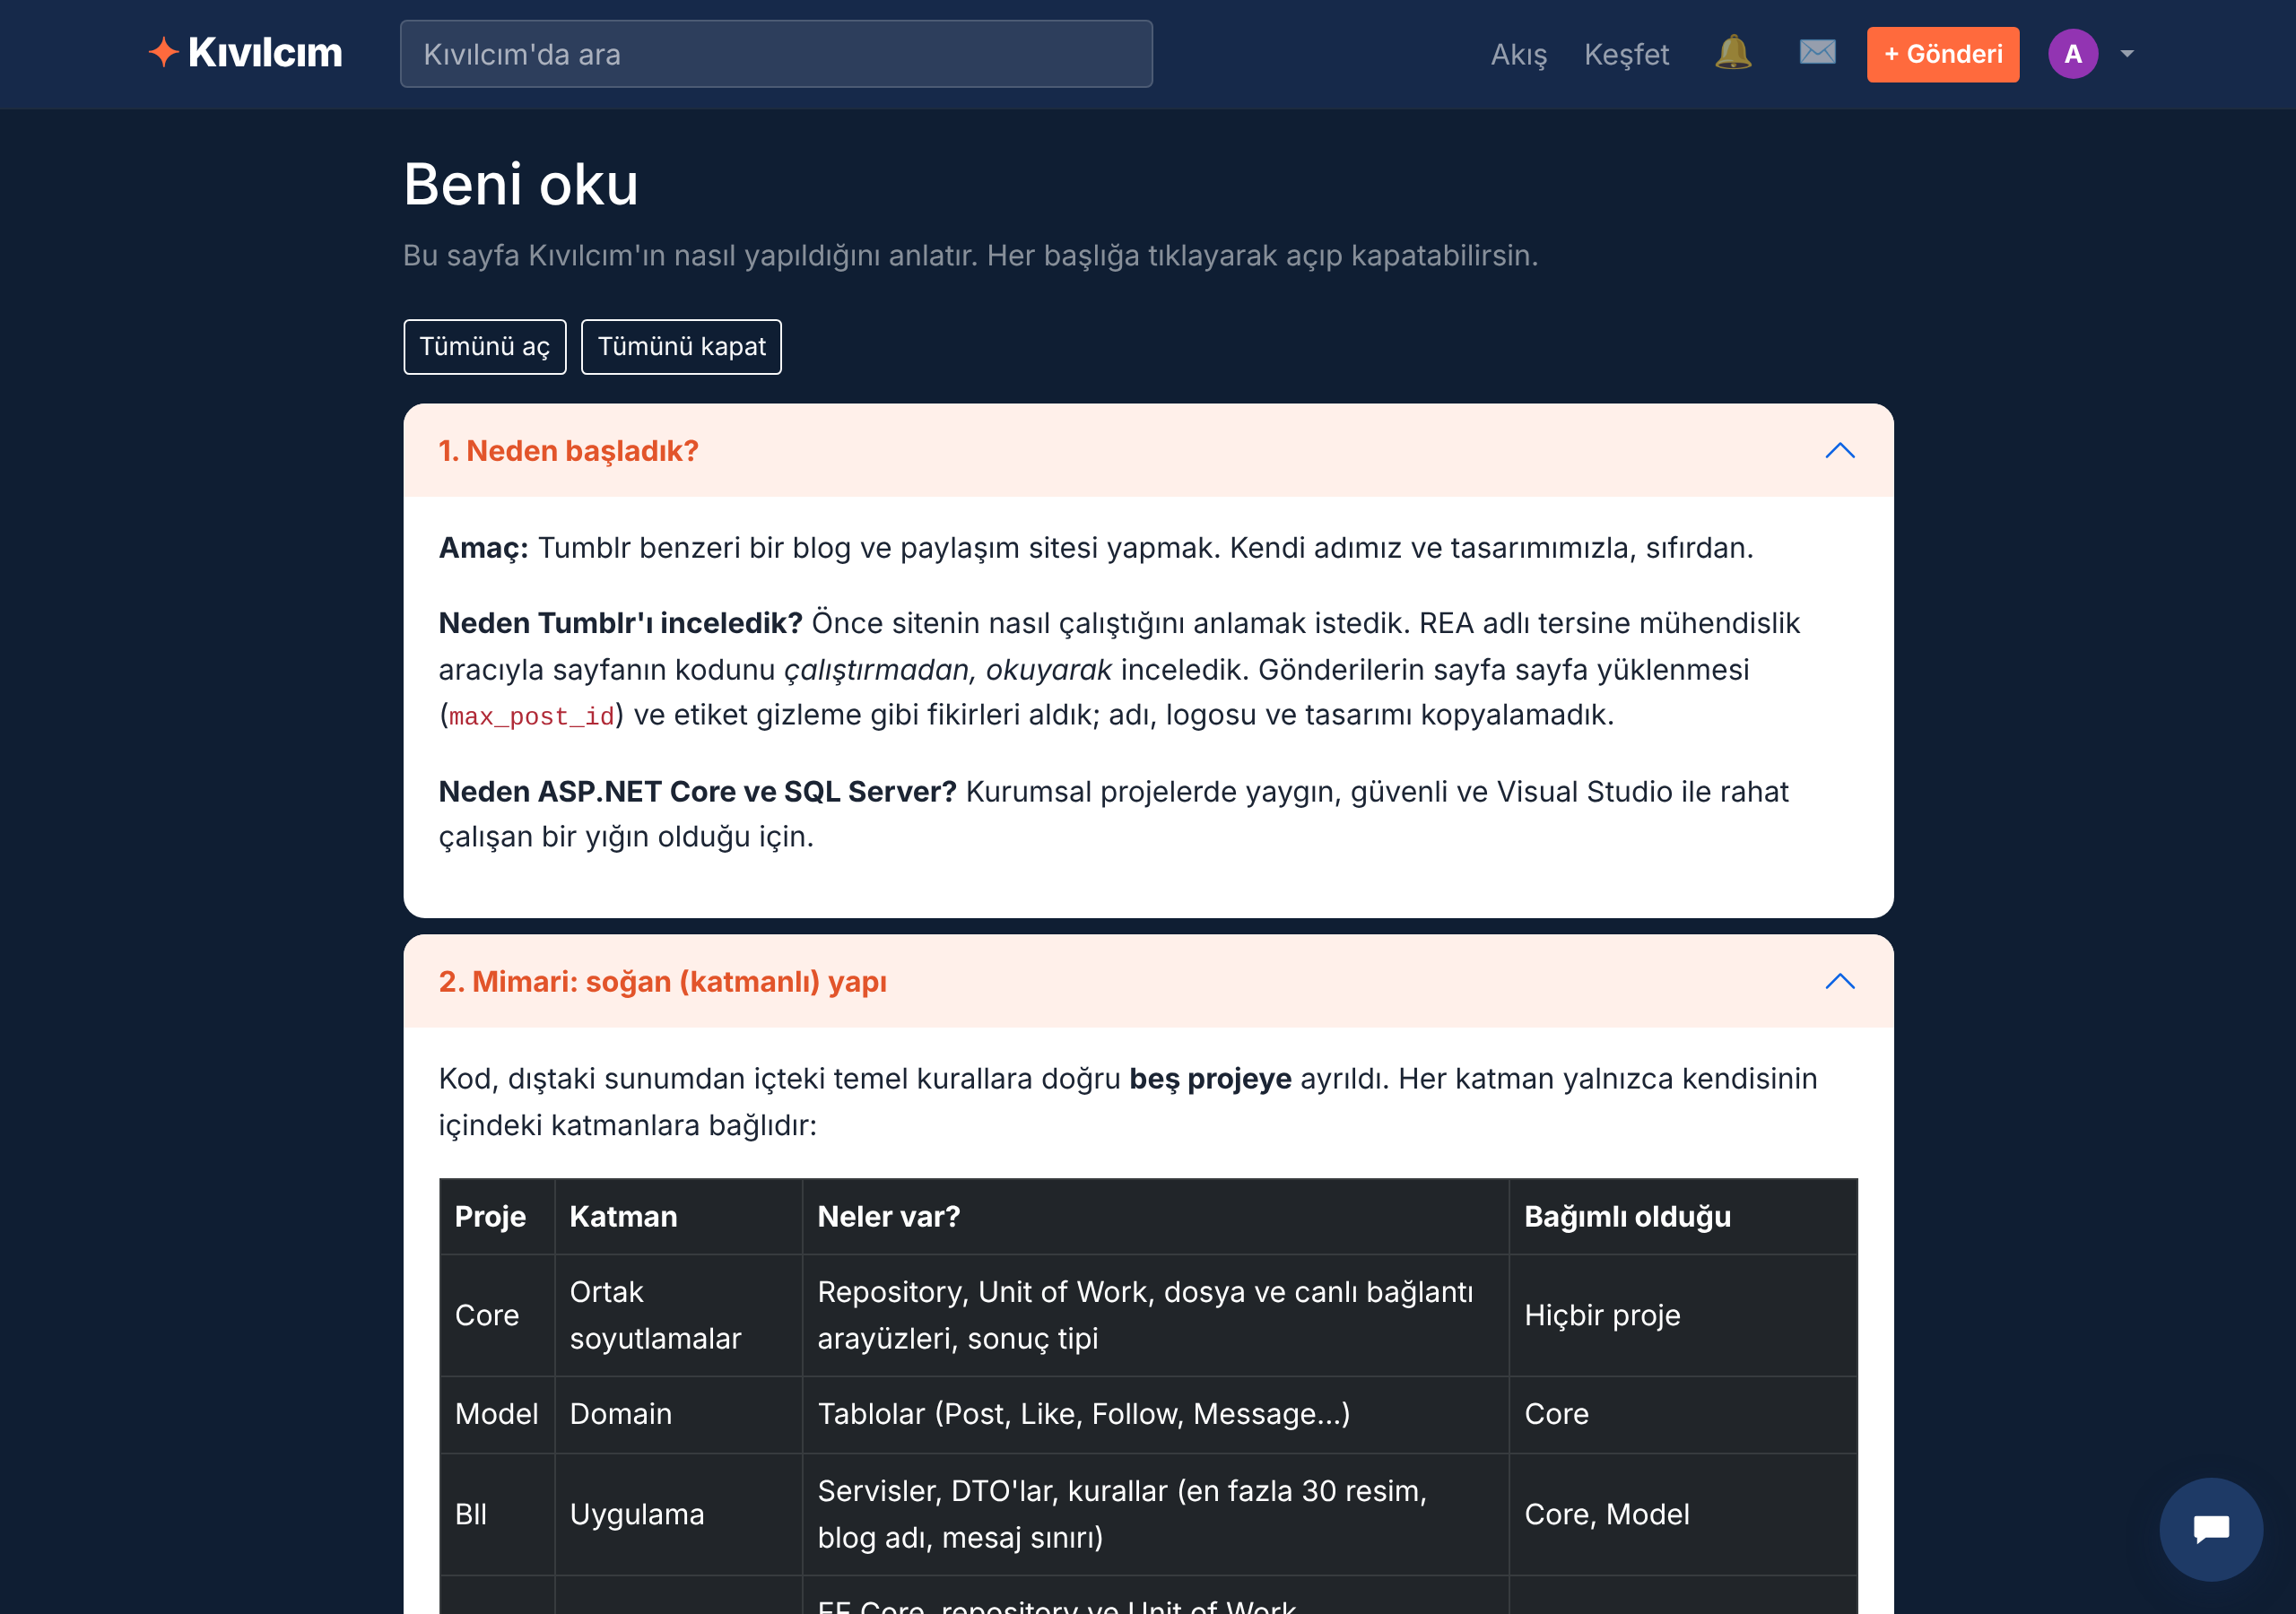 Kıvılcım
Kıvılcım'da ara
Akış
Keşfet
+ Gönderi
A
Beni oku
Bu sayfa Kıvılcım'ın nasıl yapıldığını anlatır. Her başlığa tıklayarak açıp kapatabilirsin.
Tümünü aç
Tümünü kapat
1. Neden başladık?
Amaç: Tumblr benzeri bir blog ve paylaşım sitesi yapmak. Kendi adımız ve tasarımımızla, sıfırdan.
Neden Tumblr'ı inceledik? Önce sitenin nasıl çalıştığını anlamak istedik. REA adlı tersine mühendislik
aracıyla sayfanın kodunu çalıştırmadan, okuyarak inceledik. Gönderilerin sayfa sayfa yüklenmesi
(max_post_id) ve etiket gizleme gibi fikirleri aldık; adı, logosu ve tasarımı kopyalamadık.
Neden ASP.NET Core ve SQL Server? Kurumsal projelerde yaygın, güvenli ve Visual Studio ile rahat
çalışan bir yığın olduğu için.
2. Mimari: soğan (katmanlı) yapı
Kod, dıştaki sunumdan içteki temel kurallara doğru beş projeye ayrıldı. Her katman yalnızca kendisinin
içindeki katmanlara bağlıdır:
Proje
Katman
Neler var?
Bağımlı olduğu
Core
Ortak
soyutlamalar
Repository, Unit of Work, dosya ve canlı bağlantı
arayüzleri, sonuç tipi
Hiçbir proje
Model
Domain
Tablolar (Post, Like, Follow, Message...)
Core
Bll
Uygulama
Servisler, DTO'lar, kurallar (en fazla 30 resim,
blog adı, mesaj sınırı)
Core, Model
EF Core, repository ve Unit of Work